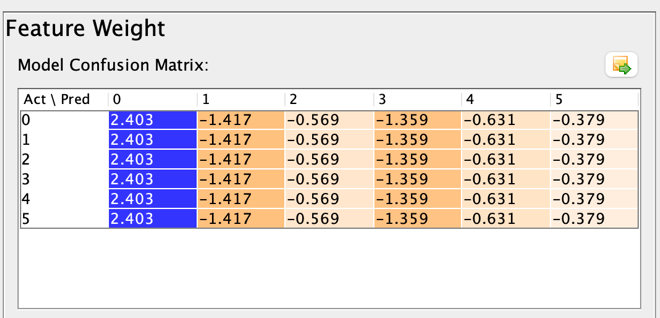 Feature Weight
Model Confusion Matrix:
Act \ Pred 0 1 2 3 4 5
0 2.403 -1.417 -0.569 -1.359 -0.631 -0.379
1 2.403 -1.417 -0.569 -1.359 -0.631 -0.379
2 2.403 -1.417 -0.569 -1.359 -0.631 -0.379
3 2.403 -1.417 -0.569 -1.359 -0.631 -0.379
4 2.403 -1.417 -0.569 -1.359 -0.631 -0.379
5 2.403 -1.417 -0.569 -1.359 -0.631 -0.379